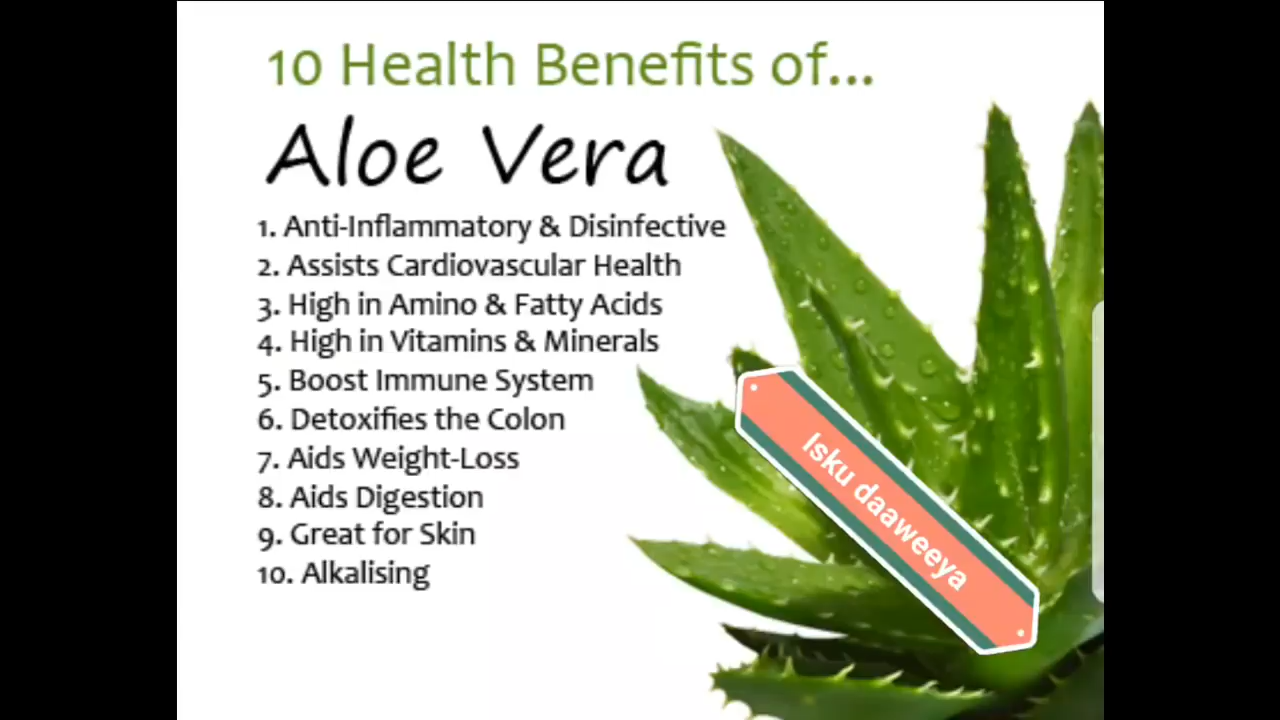 10 Health Benefits of...
Aloe Vera
1. Anti-Inflammatory & Disinfective
2. Assists Cardiovascular Health
3. High in Amino & Fatty Acids
4. High in Vitamins & Minerals
5. Boost Immune System
6. Detoxifies the Colon
7. Aids Weight-Loss
8. Aids Digestion
9. Great for Skin
10. Alkalising
Isku daaweeya